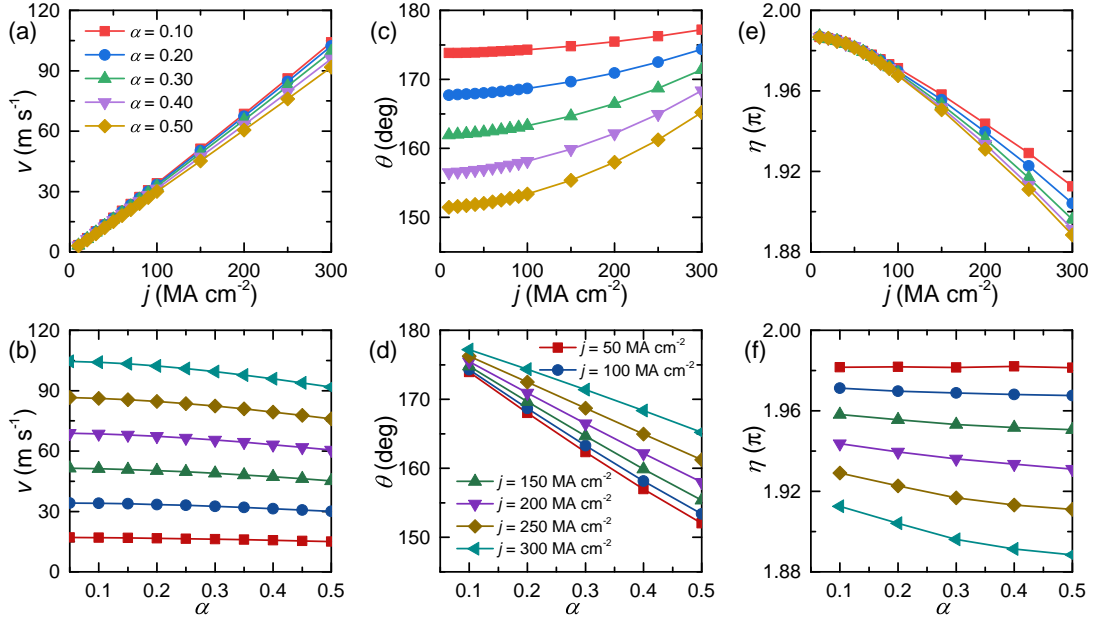 (a)
120
90
60
30
0
v (m s⁻¹)
α = 0.10
α = 0.20
α = 0.30
α = 0.40
α = 0.50
0 100 200 300
j (MA cm⁻²)
(c)
180
170
160
150
θ (deg)
0 100 200 300
j (MA cm⁻²)
(e)
2.00
1.96
1.92
1.88
η (π)
0 100 200 300
j (MA cm⁻²)
(b)
120
90
60
30
0
v (m s⁻¹)
0.1 0.2 0.3 0.4 0.5
α
(d)
180
170
160
150
θ (deg)
j = 50 MA cm⁻²
j = 100 MA cm⁻²
j = 150 MA cm⁻²
j = 200 MA cm⁻²
j = 250 MA cm⁻²
j = 300 MA cm⁻²
0.1 0.2 0.3 0.4 0.5
α
(f)
2.00
1.96
1.92
1.88
η (π)
0.1 0.2 0.3 0.4 0.5
α